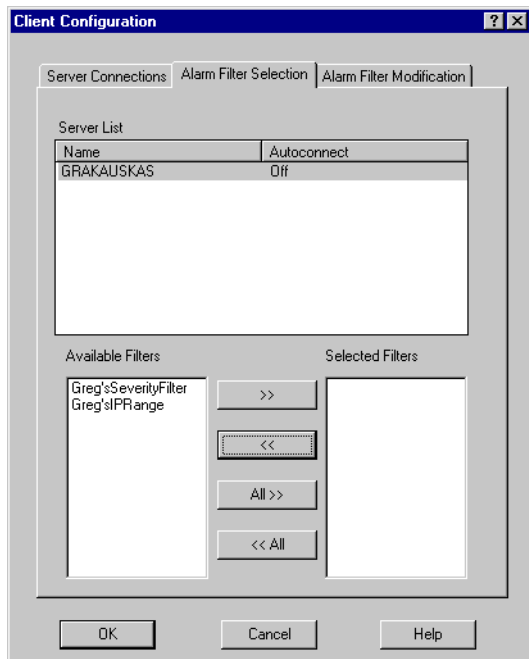 Client Configuration
Server Connections Alarm Filter Selection Alarm Filter Modification
Server List
Name Autoconnect
GRAKAUSKAS Off
Available Filters Selected Filters
Greg'sSeverityFilter
Greg'sIPRange
>>
<<
All >>
<< All
OK Cancel Help